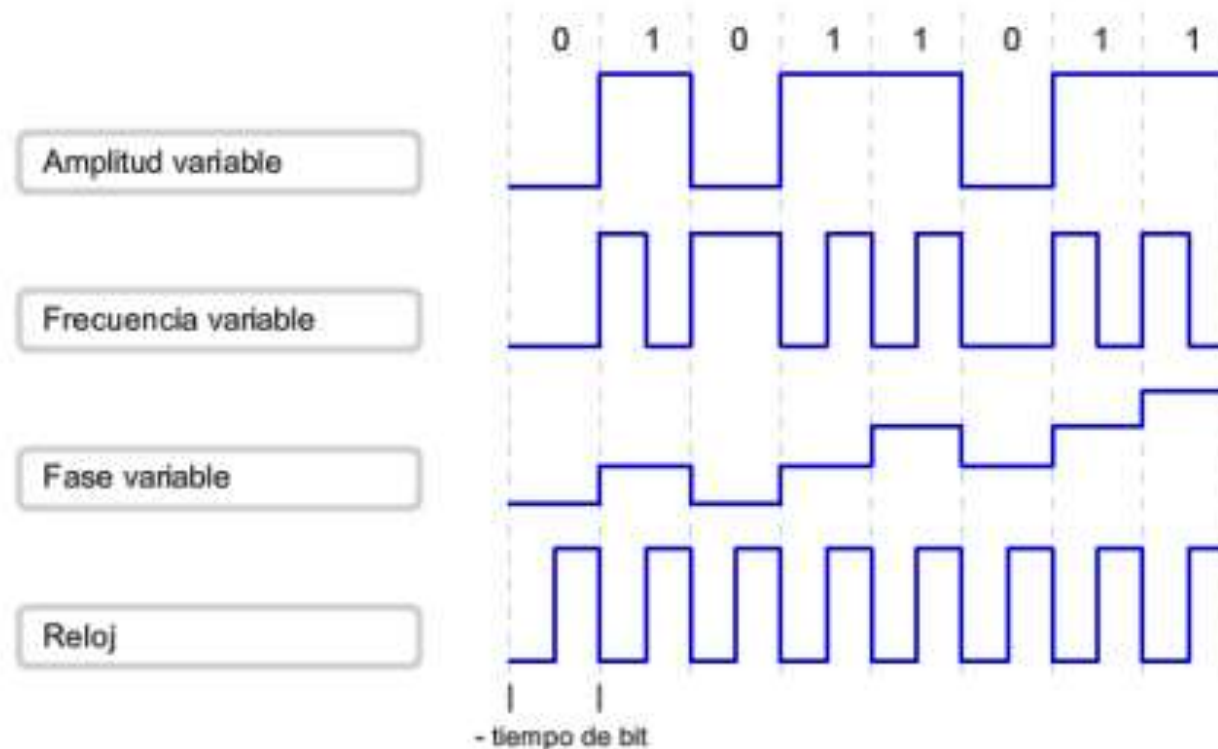 0 1 0 1 1 0 1 1
Amplitud variable
Frecuencia variable
Fase variable
Reloj
- tiempo de bit